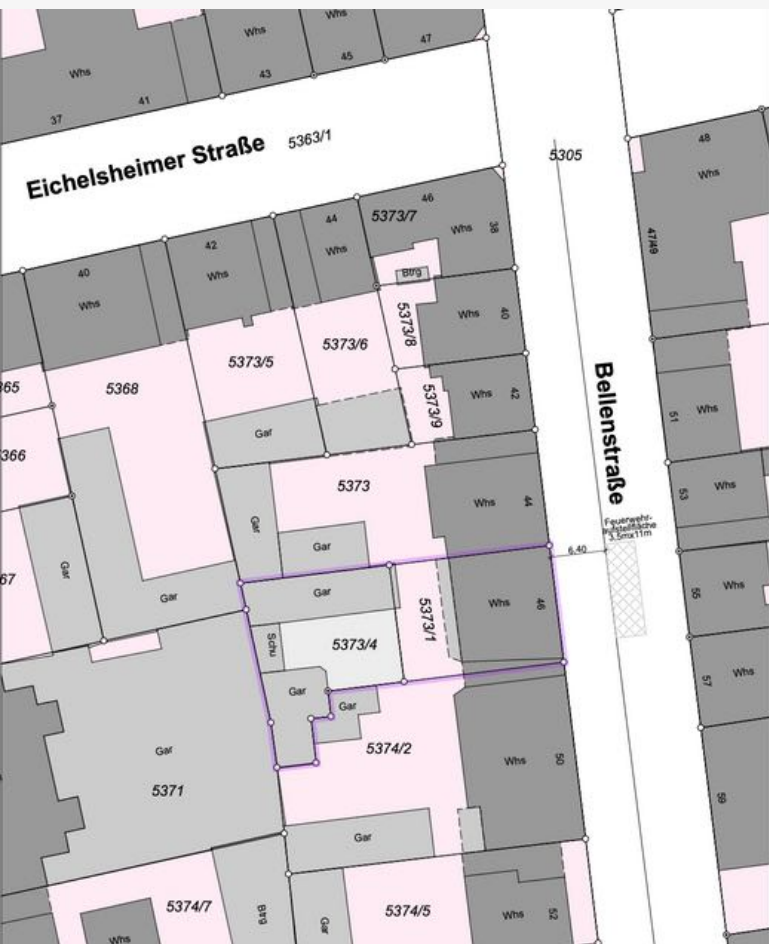 Whs
Whs
47
45
Whs
43
41
37
Eichelsheimer Straße
5363/1
5305
48
Whs
47/49
46
5373/7
Whs
38
44
Whs
42
Whs
40
Whs
Btrg
5373/8
Whs
40
5373/6
5373/5
5368
365
5373/9
Whs
42
Bellenstraße
51
Whs
Gar
366
5373
Whs
44
53
Whs
Feuerwehr-
3,5mx11m
Gar
Gar
6,40
Gar
67
Gar
Gar
5373/1
Whs
46
55
Whs
Schu
5373/4
Gar
Gar
57
Whs
Gar
5371
5374/2
Whs
50
59
Gar
5374/7
Btrg
Gar
5374/5
Whs
52
Whs